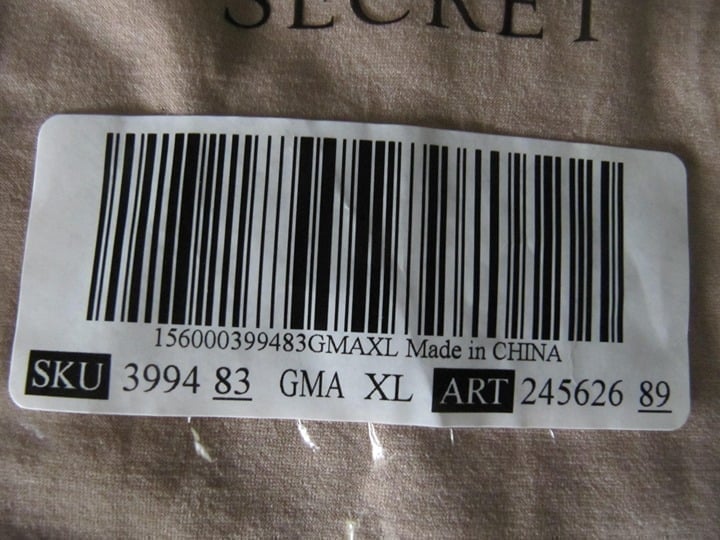 SECRET
156000399483GMAXL Made in CHINA
SKU 3994 83 GMA XL ART 245626 89